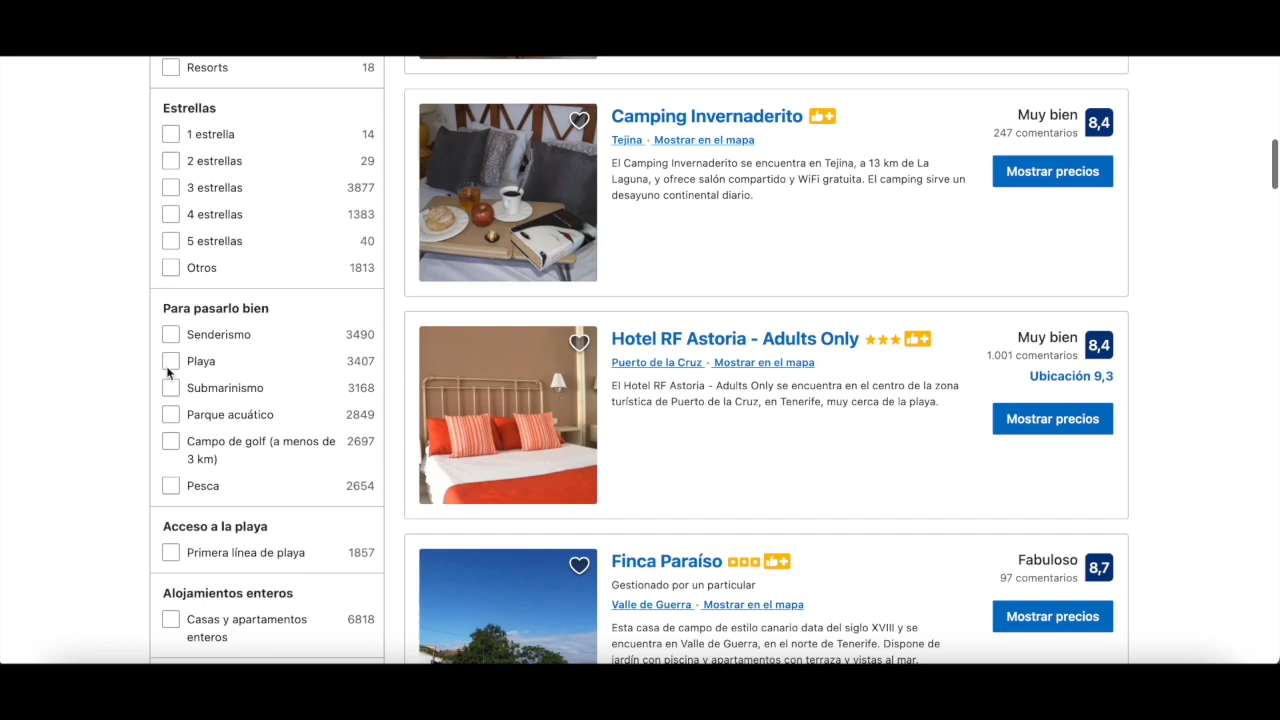 Resorts 18
Estrellas
1 estrella 14
2 estrellas 29
3 estrellas 3877
4 estrellas 1383
5 estrellas 40
Otros 1813
Para pasarlo bien
Senderismo 3490
Playa 3407
Submarinismo 3168
Parque acuático 2849
Campo de golf (a menos de 2697
3 km)
Pesca 2654
Acceso a la playa
Primera línea de playa 1857
Alojamientos enteros
Casas y apartamentos 6818
enteros
Camping Invernaderito
Tejina · Mostrar en el mapa
El Camping Invernaderito se encuentra en Tejina, a 13 km de La
Laguna, y ofrece salón compartido y WiFi gratuita. El camping sirve un
desayuno continental diario.
Muy bien 8,4
247 comentarios
Mostrar precios
Hotel RF Astoria - Adults Only
Puerto de la Cruz · Mostrar en el mapa
El Hotel RF Astoria - Adults Only se encuentra en el centro de la zona
turística de Puerto de la Cruz, en Tenerife, muy cerca de la playa.
Muy bien 8,4
1.001 comentarios
Ubicación 9,3
Mostrar precios
Finca Paraíso
Gestionado por un particular
Valle de Guerra · Mostrar en el mapa
Esta casa de campo de estilo canario data del siglo XVIII y se
encuentra en Valle de Guerra, en el norte de Tenerife. Dispone de
jardín con piscina y apartamentos con terraza y vistas al mar.
Fabuloso 8,7
97 comentarios
Mostrar precios